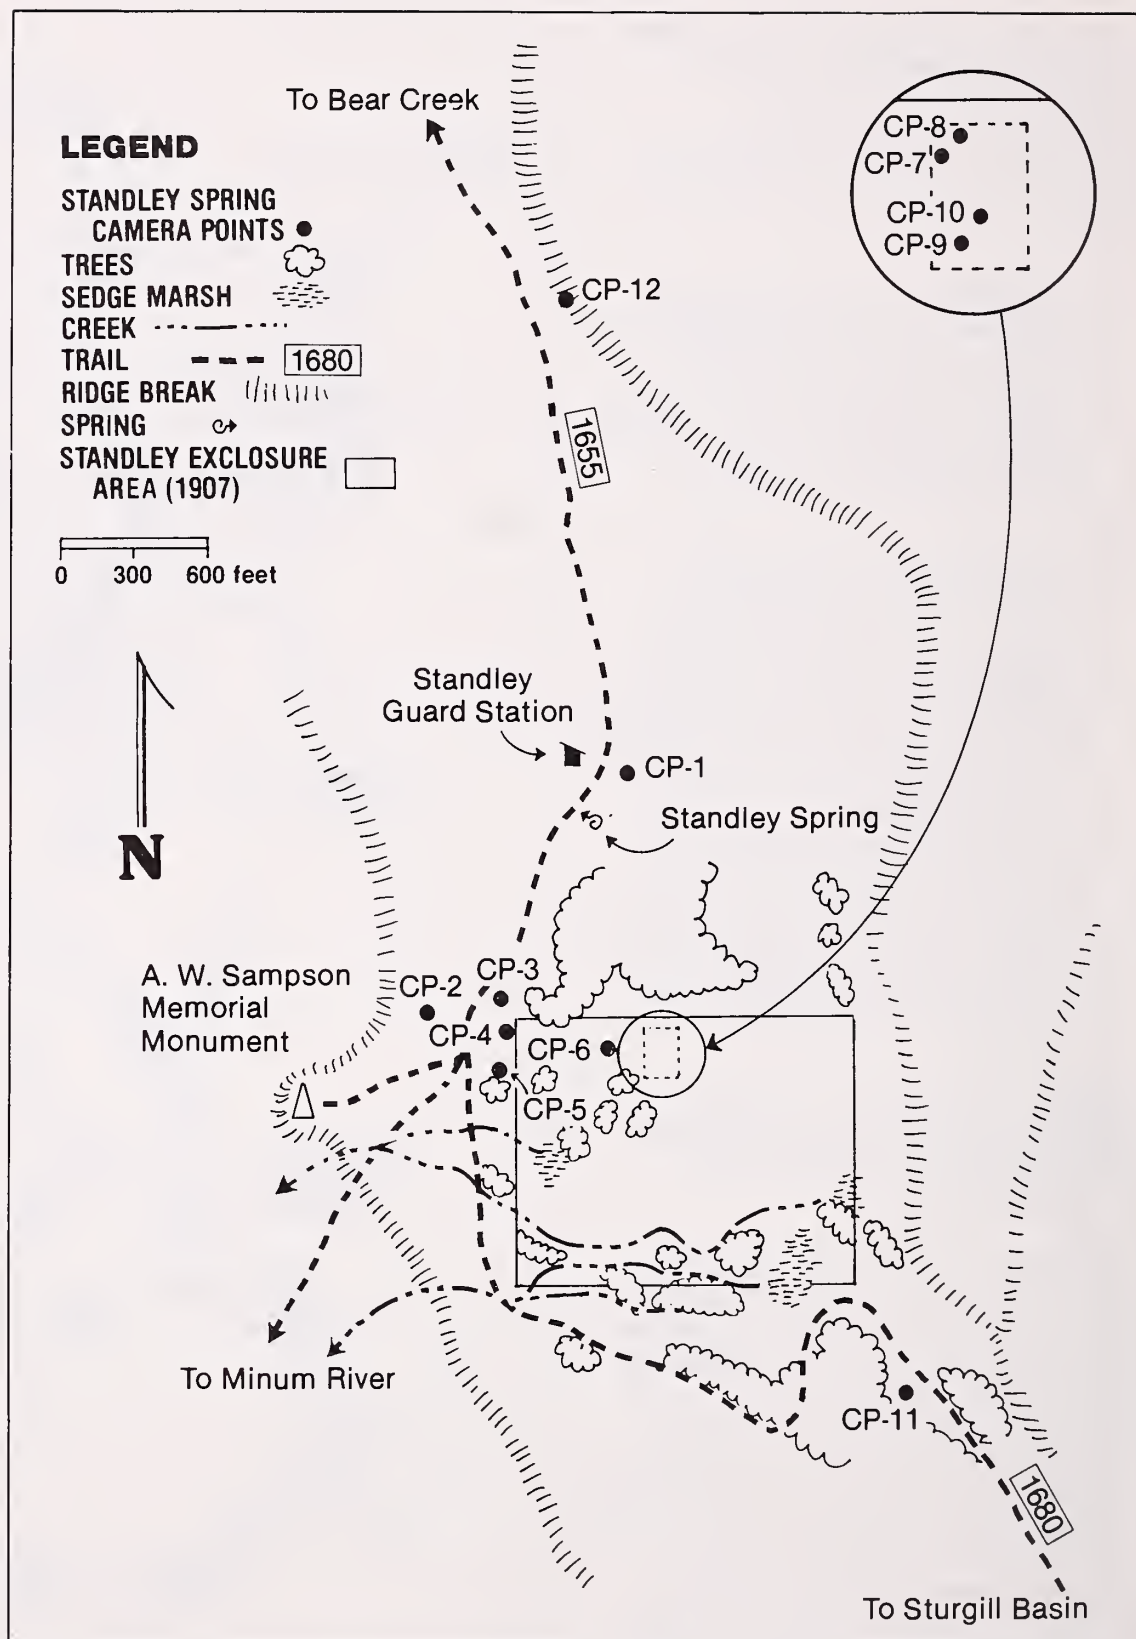 To Bear Creek
LEGEND
STANDLEY SPRING
CAMERA POINTS
TREES
SEDGE MARSH
CREEK
TRAIL 1680
RIDGE BREAK
SPRING
STANDLEY EXCLOSURE
AREA (1907)
0 300 600 feet
N
CP-8
CP-7
CP-10
CP-9
CP-12
1655
Standley
Guard Station
CP-1
Standley Spring
A. W. Sampson
Memorial
Monument
CP-2
CP-3
CP-4
CP-6
CP-5
To Minum River
CP-11
1680
To Sturgill Basin